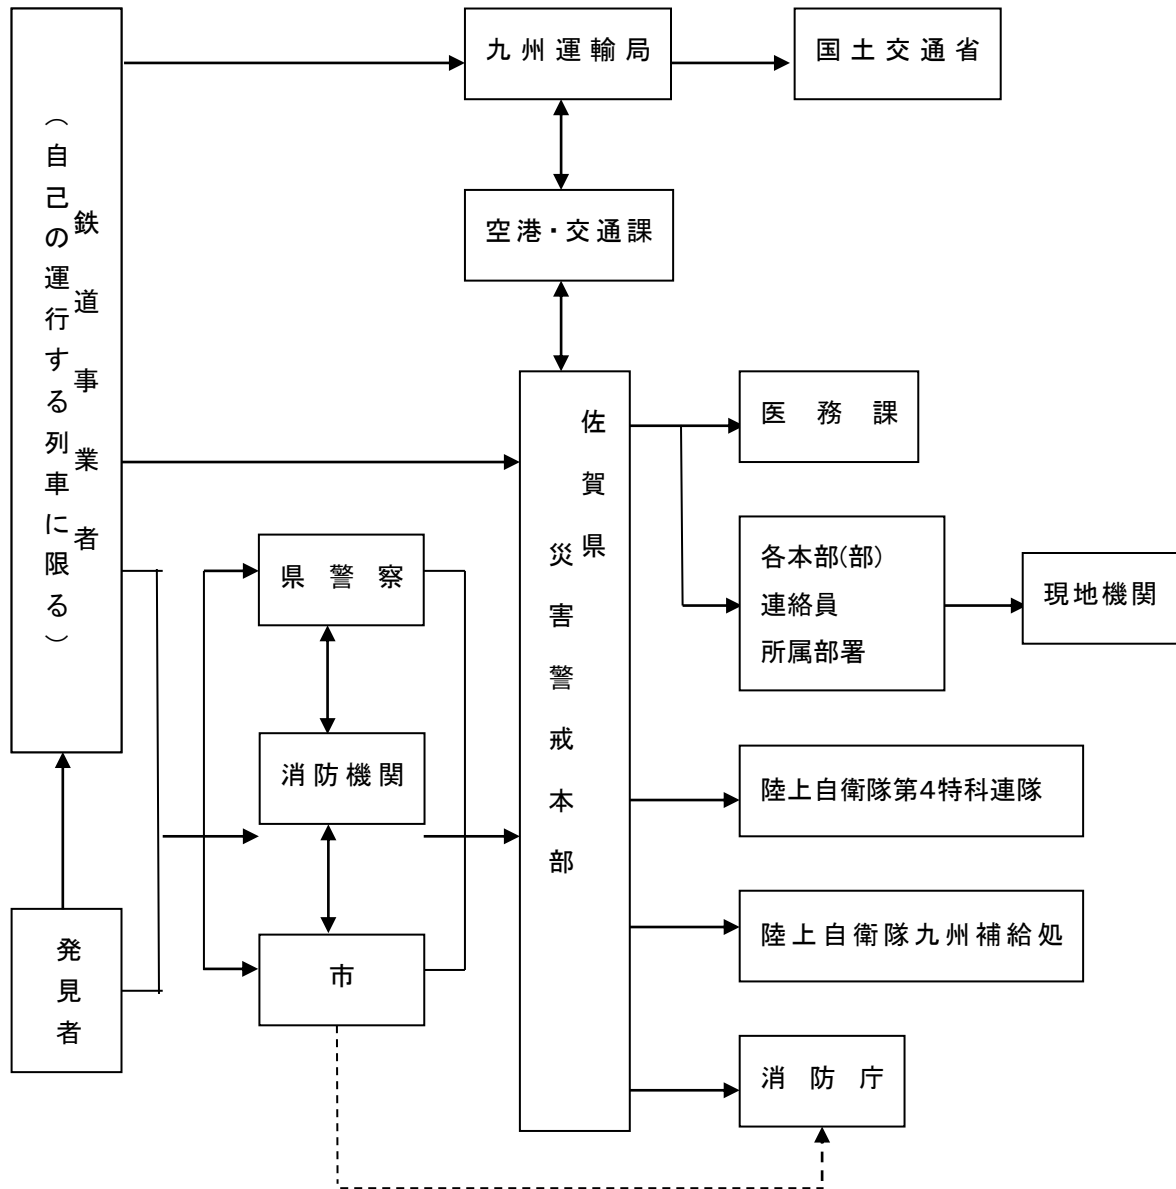 九州運輸局
国土交通省
鉄道事業者
（自己の運行する列車に限る）
空港・交通課
佐賀県
災害警戒本部
医務課
県警察
各本部(部)
連絡員
所属部署
現地機関
消防機関
陸上自衛隊第4特科連隊
発見者
市
陸上自衛隊九州補給処
消防庁